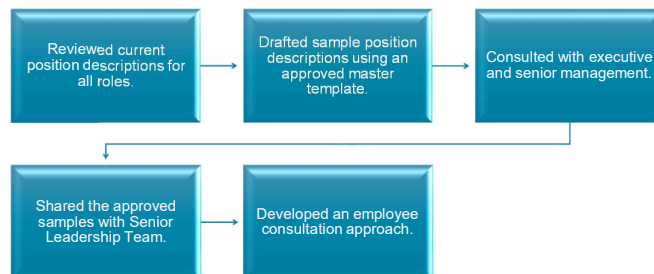 Reviewed current
position descriptions for
all roles.
Drafted sample position
descriptions using an
approved master
template.
Consulted with executive
and senior management.
Shared the approved
samples with Senior
Leadership Team.
Developed an employee
consultation approach.